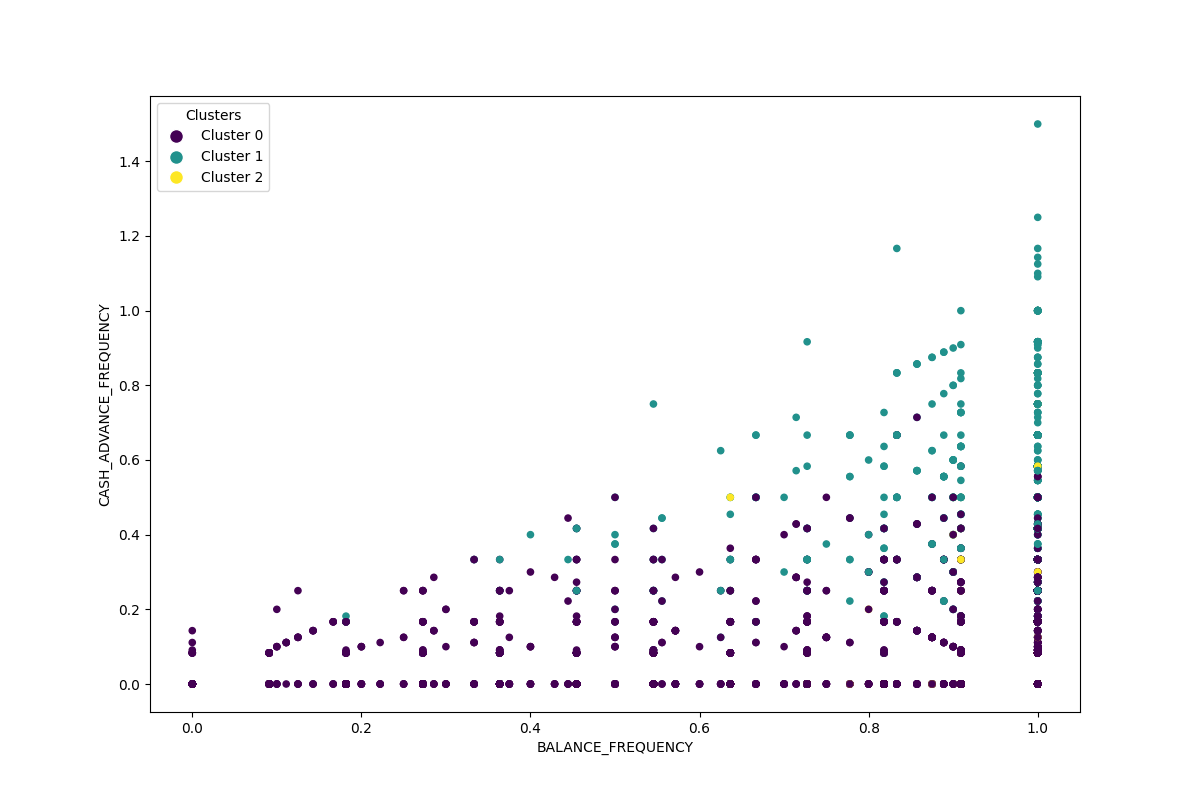 Clusters
Cluster 0
Cluster 1
Cluster 2
CASH_ADVANCE_FREQUENCY
1.4
1.2
1.0
0.8
0.6
0.4
0.2
0.0
0.0 0.2 0.4 0.6 0.8 1.0
BALANCE_FREQUENCY